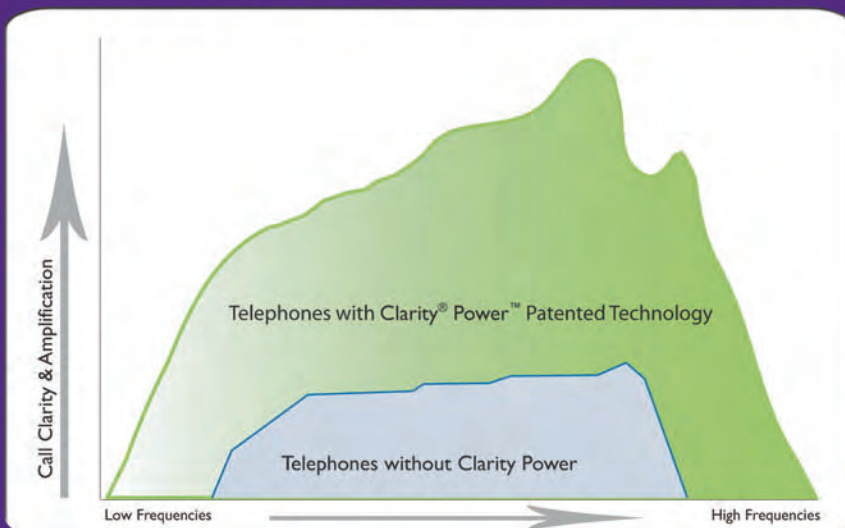 Call Clarity & Amplification
Telephones with Clarity® Power™ Patented Technology
Telephones without Clarity Power
Low Frequencies
High Frequencies